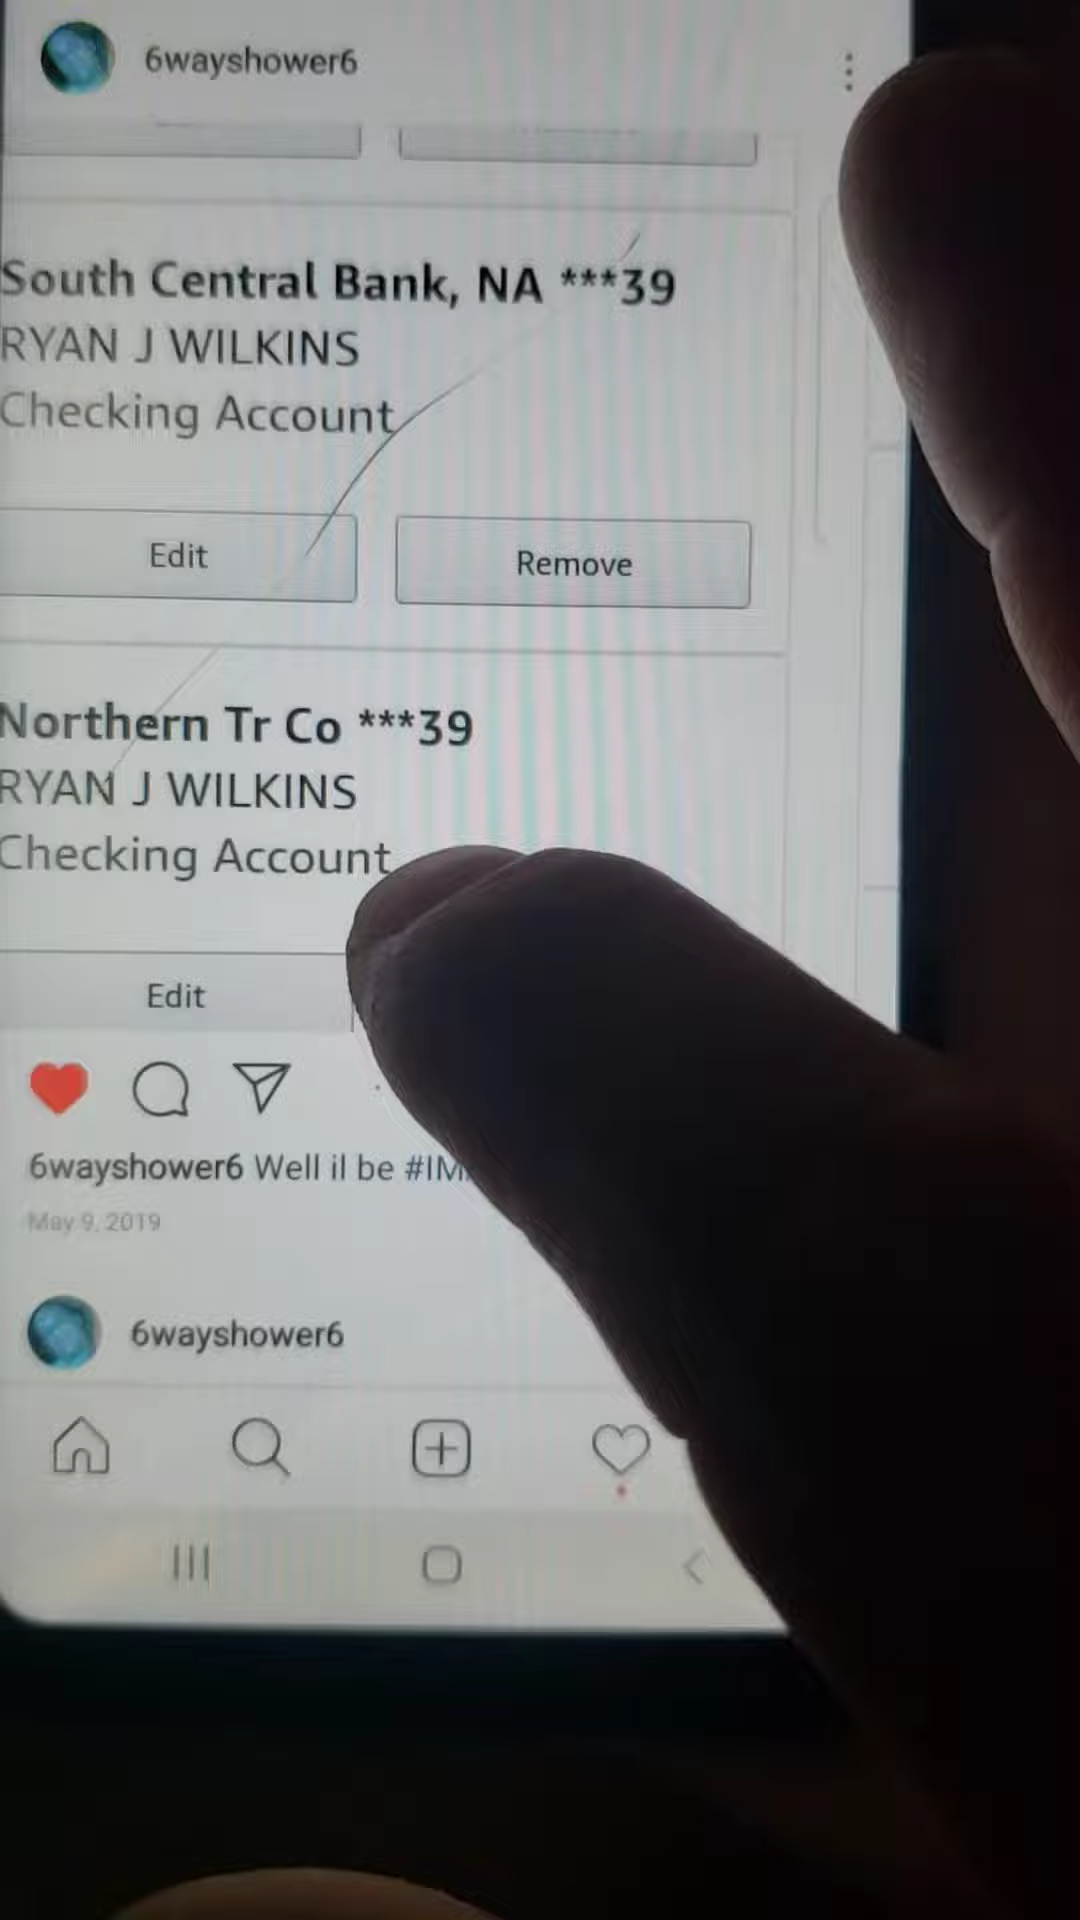 6wayshower6
South Central Bank, NA ***39
RYAN J WILKINS
Checking Account
Edit
Remove
Northern Tr Co ***39
RYAN J WILKINS
Checking Account
Edit
6wayshower6 Well il be
May 9, 2019
6wayshower6